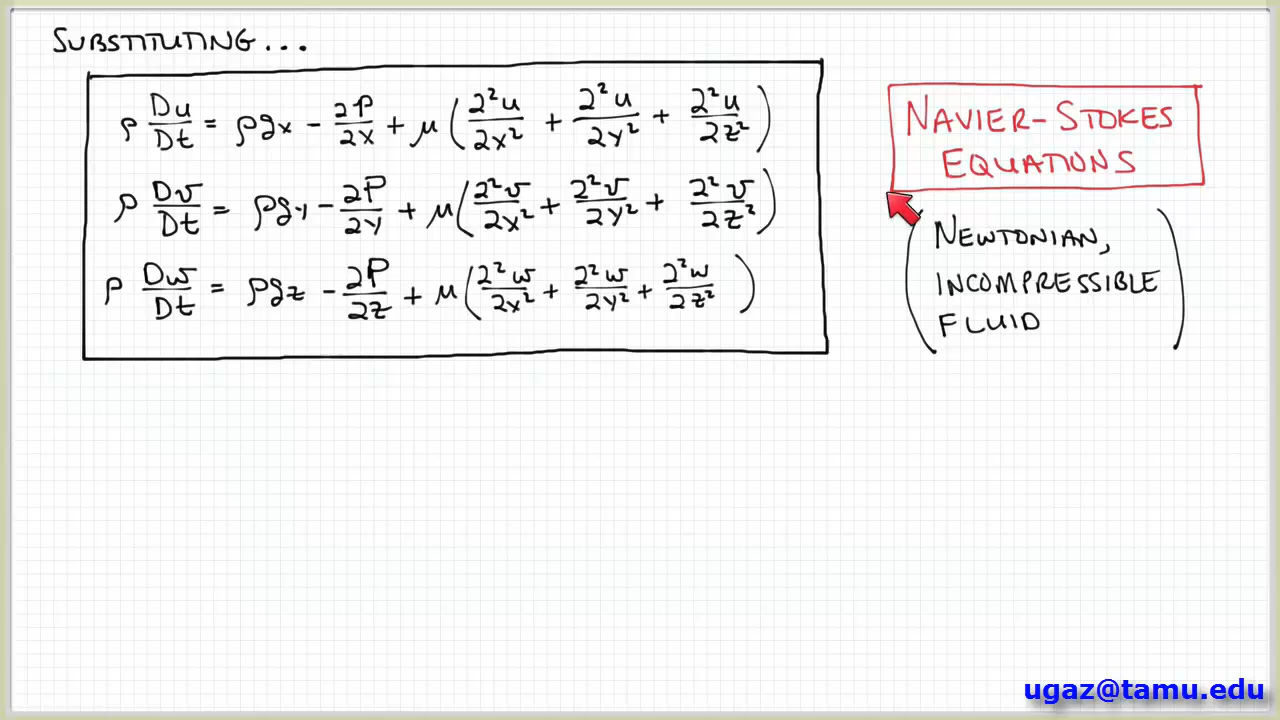 SUBSTITUTING...
ρ Du/Dt = ρgx - ∂P/∂x + μ(∂²u/∂x² + ∂²u/∂y² + ∂²u/∂z²)
ρ Dv/Dt = ρgy - ∂P/∂y + μ(∂²v/∂x² + ∂²v/∂y² + ∂²v/∂z²)
ρ Dw/Dt = ρgz - ∂P/∂z + μ(∂²w/∂x² + ∂²w/∂y² + ∂²w/∂z²)
NAVIER-STOKES
EQUATIONS
(NEWTONIAN,
INCOMPRESSIBLE
FLUID)
ugaz@tamu.edu